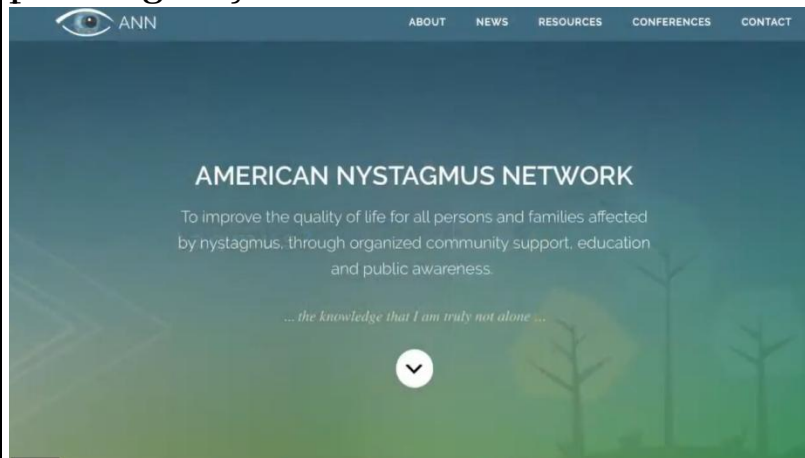 ANN
ABOUT NEWS RESOURCES CONFERENCES CONTACT
AMERICAN NYSTAGMUS NETWORK
To improve the quality of life for all persons and families affected
by nystagmus, through organized community support, education
and public awareness.
... the knowledge that I am truly not alone ...